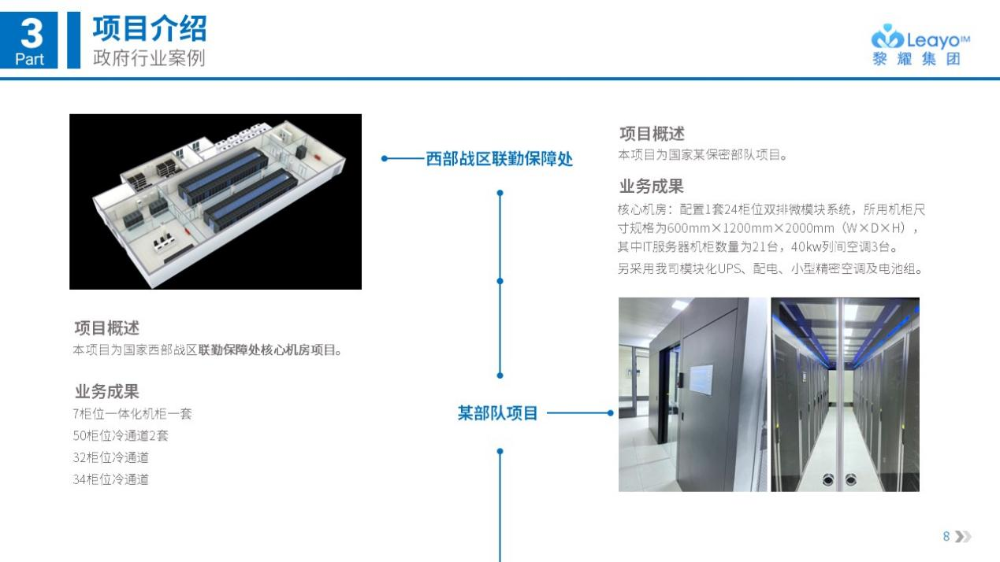 3
Part
项目介绍
政府行业案例
Leayo™
黎耀集团
西部战区联勤保障处
项目概述
本项目为国家西部战区联勤保障处核心机房项目。
业务成果
7柜位一体化机柜一套
50柜位冷通道2套
32柜位冷通道
34柜位冷通道
某部队项目
项目概述
本项目为国家某保密部队项目。
业务成果
核心机房：配置1套24柜位双排微模块系统，所用机柜尺
寸规格为600mm×1200mm×2000mm（W×D×H），
其中IT服务器机柜数量为21台，40kw列间空调3台。
另采用我司模块化UPS、配电、小型精密空调及电池组。
8